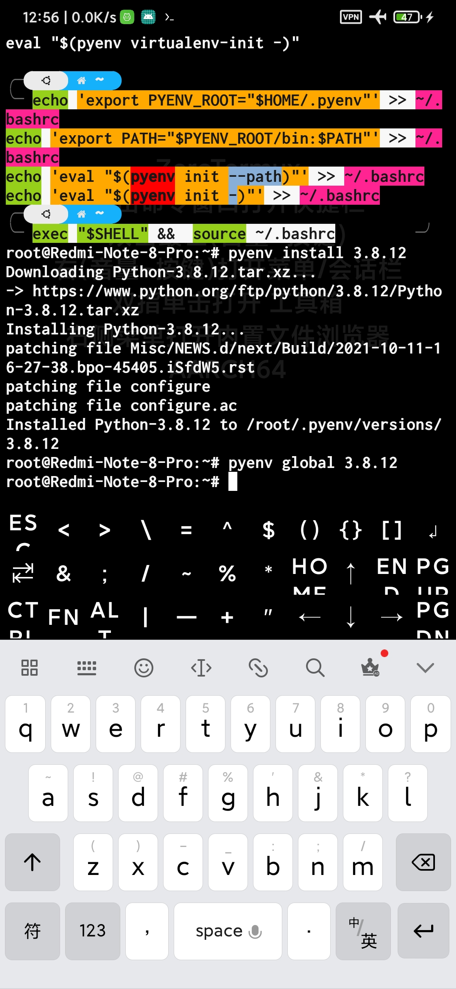 12:56 | 0.0K/s
VPN
47
eval "$(pyenv virtualenv-init -)"
~
echo 'export PYENV_ROOT="$HOME/.pyenv"' >> ~/.
bashrc
echo 'export PATH="$PYENV_ROOT/bin:$PATH"' >> ~/.
bashrc
echo 'eval "$(pyenv init --path)"' >> ~/.bashrc
echo 'eval "$(pyenv init -)"' >> ~/.bashrc
~
exec "$SHELL" && source ~/.bashrc
root@Redmi-Note-8-Pro:~# pyenv install 3.8.12
Downloading Python-3.8.12.tar.xz...
-> https://www.python.org/ftp/python/3.8.12/Pytho
n-3.8.12.tar.xz
Installing Python-3.8.12...
patching file Misc/NEWS.d/next/Build/2021-10-11-1
6-27-38.bpo-45405.iSfdW5.rst
patching file configure
patching file configure.ac
Installed Python-3.8.12 to /root/.pyenv/versions/
3.8.12
root@Redmi-Note-8-Pro:~# pyenv global 3.8.12
root@Redmi-Note-8-Pro:~#
ESC < > \ = ^ $ () {} [] ↲
⇆ & ; / ~ % * HOME ↑ END PGUP
CTRL FN ALT | — + " ← ↓ → PGDN
1 2 3 4 5 6 7 8 9 0
q w e r t y u i o p
~ ! @ # % ' & * ?
a s d f g h j k l
( ) - _ : ; /
z x c v b n m
符 123 , space . 中/英